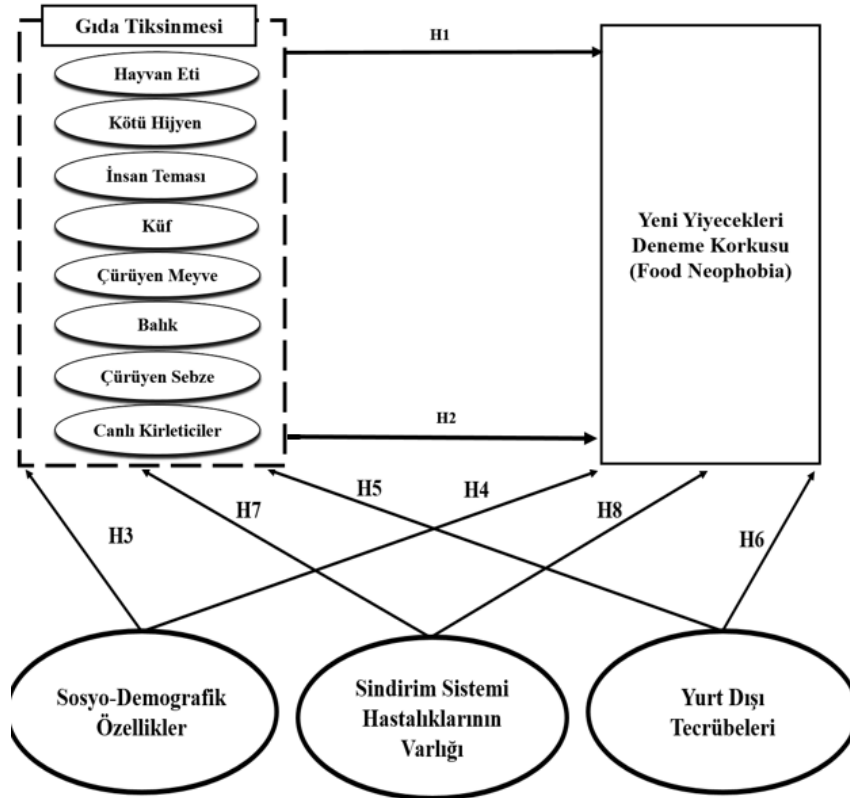 Gıda Tiksinmesi
Hayvan Eti
Kötü Hijyen
İnsan Teması
Küf
Çürüyen Meyve
Balık
Çürüyen Sebze
Canlı Kirleticiler
H1
H2
Yeni Yiyecekleri
Deneme Korkusu
(Food Neophobia)
H3
H7
H5
H4
H8
H6
Sosyo-Demografik
Özellikler
Sindirim Sistemi
Hastalıklarının
Varlığı
Yurt Dışı
Tecrübeleri